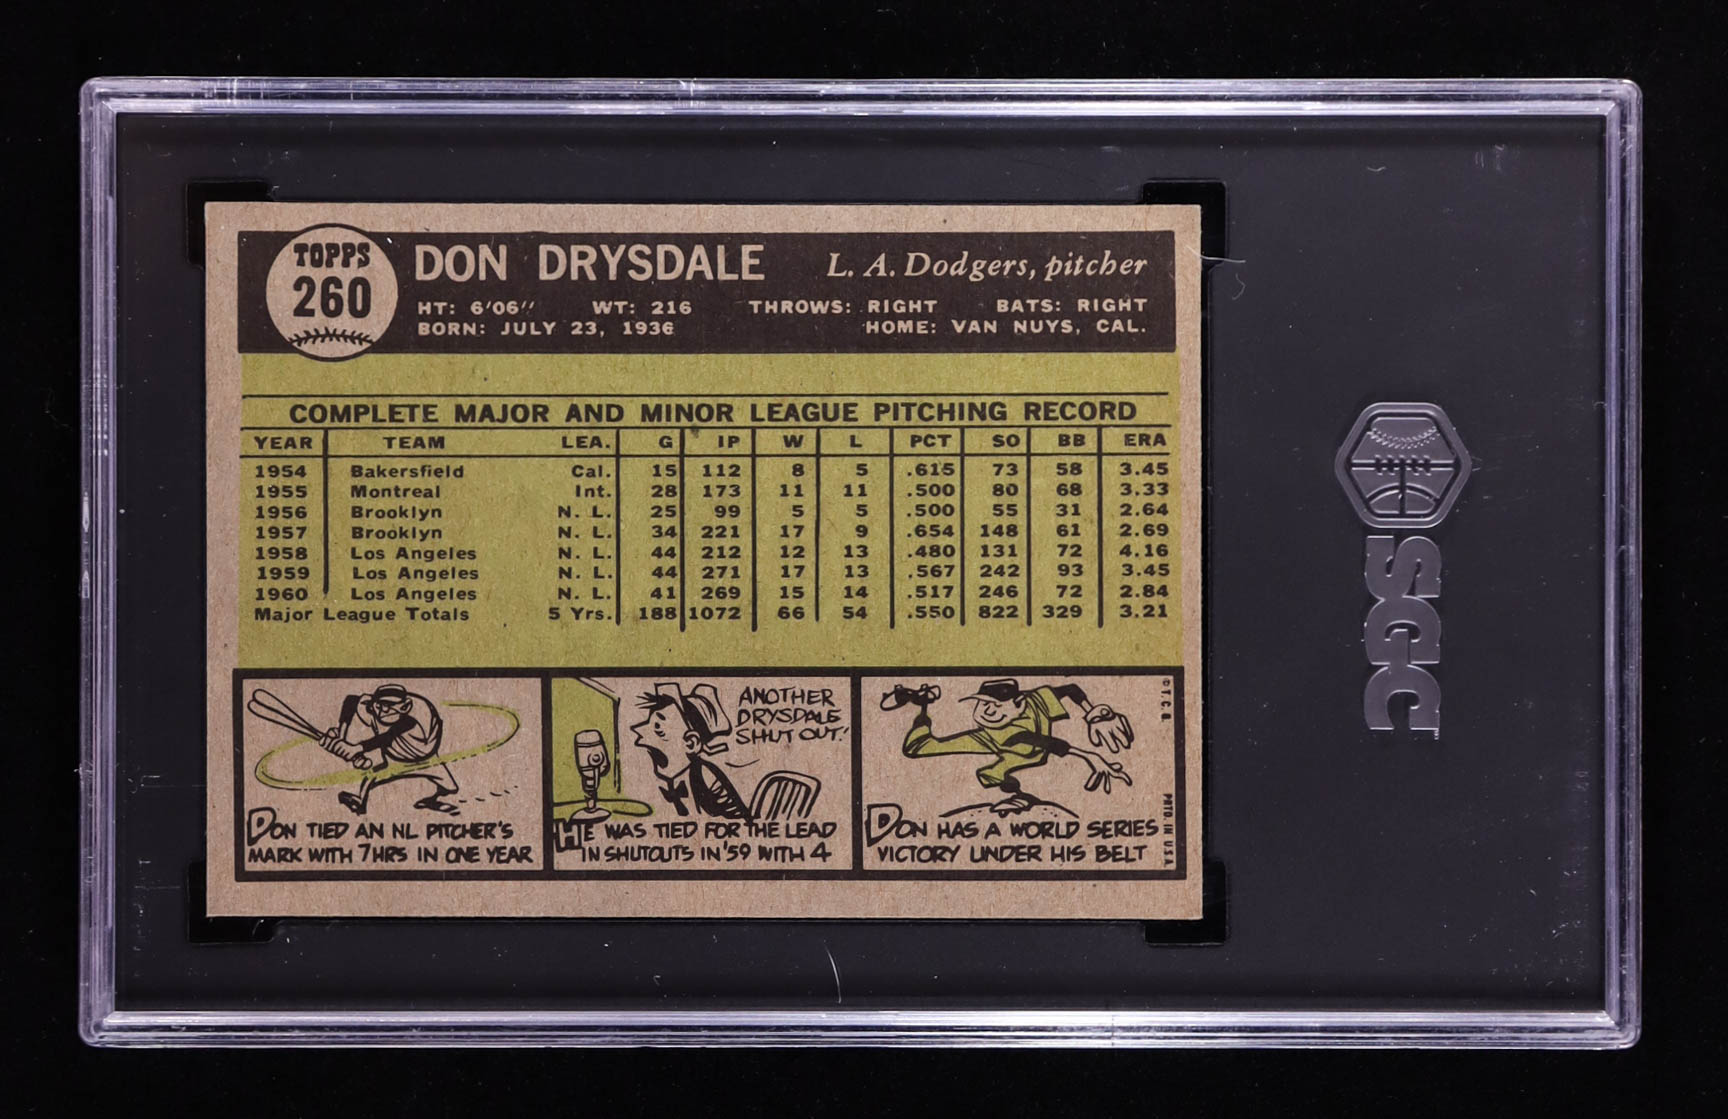 TOPPS
260
DON DRYSDALE L. A. Dodgers, pitcher
HT: 6'06" WT: 216 THROWS: RIGHT BATS: RIGHT
BORN: JULY 23, 1936 HOME: VAN NUYS, CAL.
COMPLETE MAJOR AND MINOR LEAGUE PITCHING RECORD
YEAR TEAM LEA. G IP W L PCT SO BB ERA
1954 Bakersfield Cal. 15 112 8 5 .615 73 58 3.45
1955 Montreal Int. 28 173 11 11 .500 80 68 3.33
1956 Brooklyn N. L. 25 99 5 5 .500 55 31 2.64
1957 Brooklyn N. L. 34 221 17 9 .654 148 61 2.69
1958 Los Angeles N. L. 44 212 12 13 .480 131 72 4.16
1959 Los Angeles N. L. 44 271 17 13 .567 242 93 3.45
1960 Los Angeles N. L. 41 269 15 14 .517 246 72 2.84
Major League Totals 5 Yrs. 188 1072 66 54 .550 822 329 3.21
DON TIED AN NL PITCHER'S
MARK WITH 7 HRS IN ONE YEAR
ANOTHER
DRYSDALE
SHUT OUT!
HE WAS TIED FOR THE LEAD
IN SHUTOUTS IN '59 WITH 4
DON HAS A WORLD SERIES
VICTORY UNDER HIS BELT
© T. C. G.
PRTD. IN U.S.A.
SGC